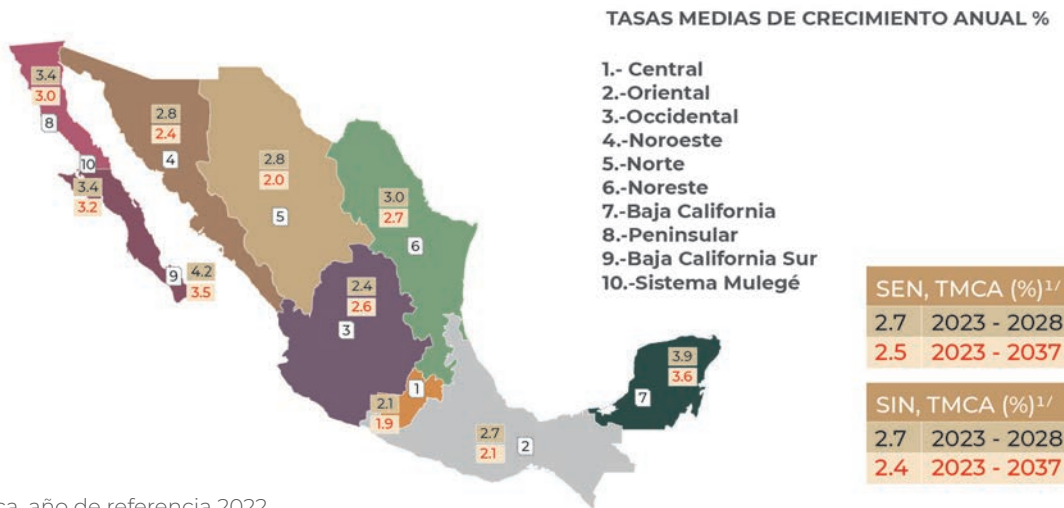 TASAS MEDIAS DE CRECIMIENTO ANUAL %
1.- Central
2.-Oriental
3.-Occidental
4.-Noroeste
5.-Norte
6.-Noreste
7.-Baja California
8.-Peninsular
9.-Baja California Sur
10.-Sistema Mulegé
3.4
3.0
8
2.8
2.4
4
2.8
2.0
5
3.0
2.7
6
10
3.4
3.2
9
4.2
3.5
2.4
2.6
3
1
2.1
1.9
2.7
2.1
2
3.9
3.6
7
SEN, TMCA (%)1/
2.7 2023 - 2028
2.5 2023 - 2037
SIN, TMCA (%)1/
2.7 2023 - 2028
2.4 2023 - 2037
año de referencia 2022